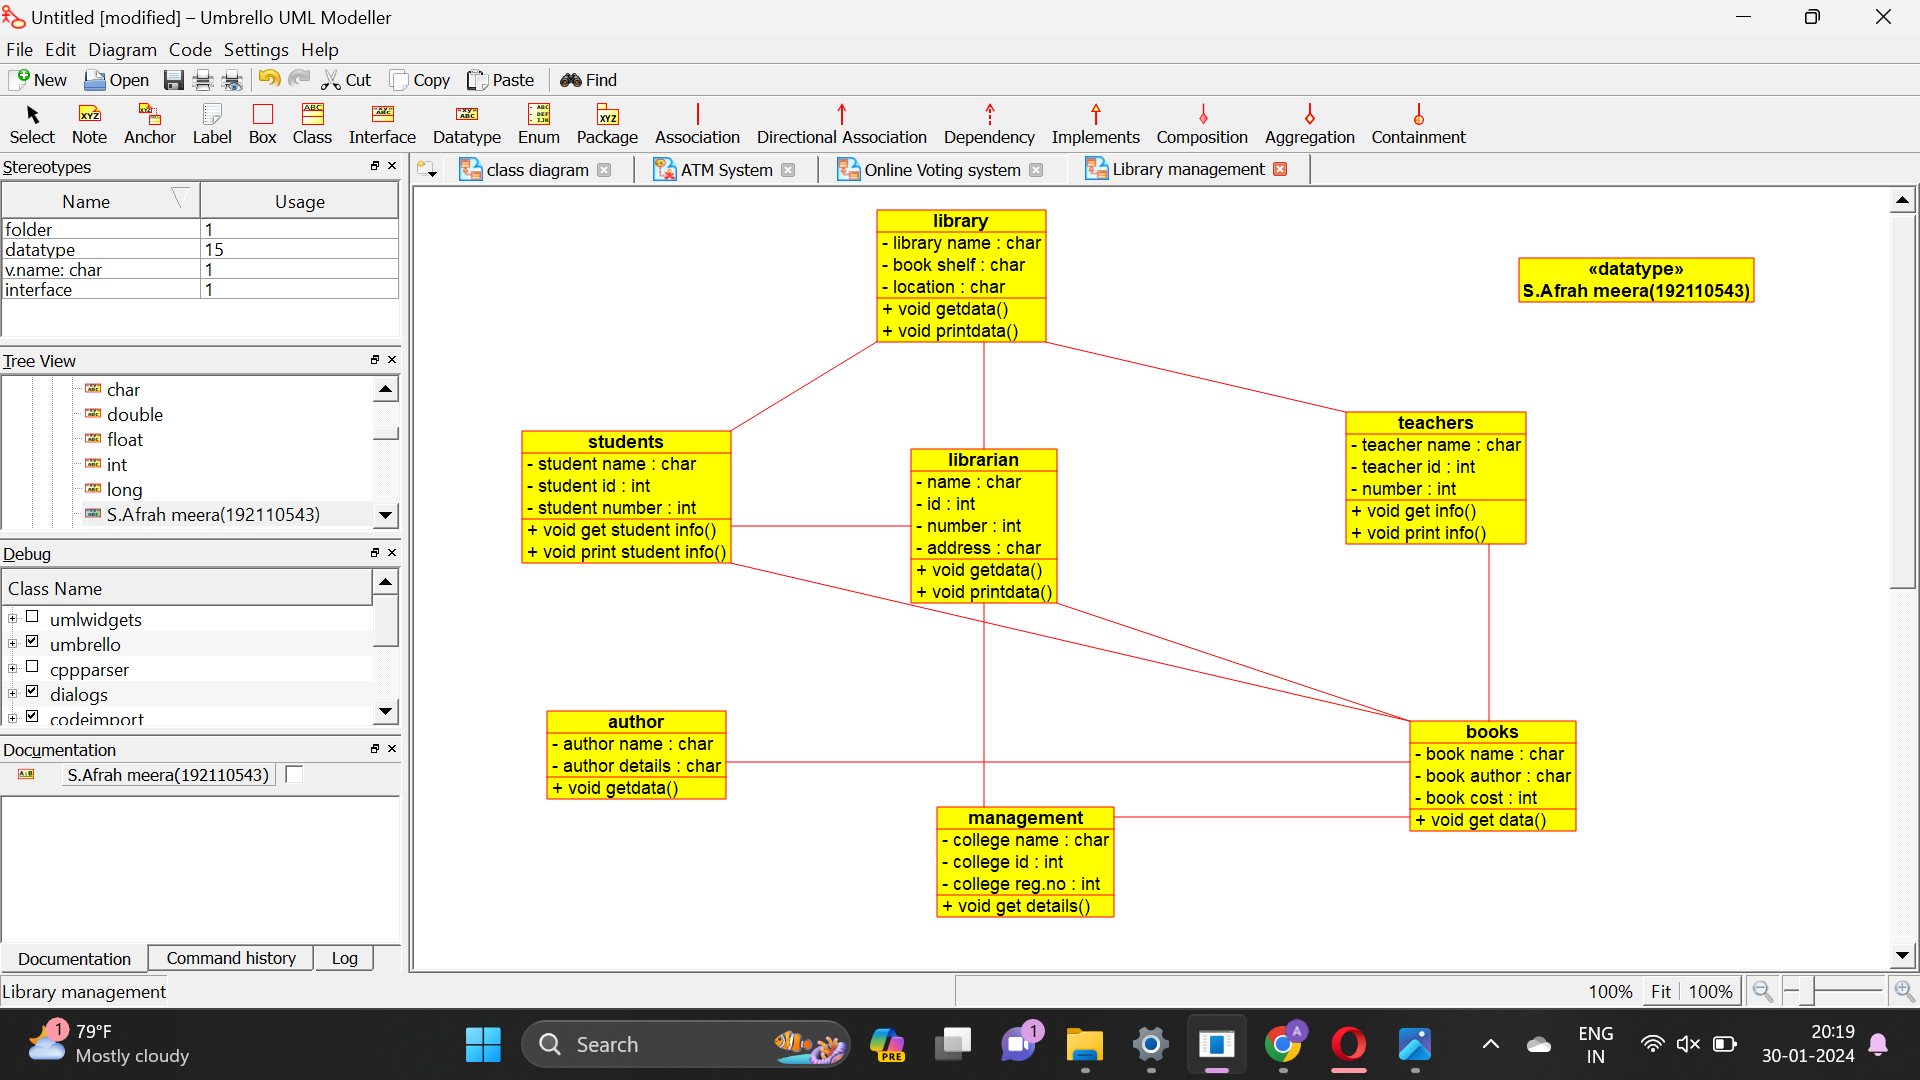 Untitled [modified] – Umbrello UML Modeller
File Edit Diagram Code Settings Help
New Open Cut Copy Paste Find
Select Note Anchor Label Box Class Interface Datatype Enum Package Association Directional Association Dependency Implements Composition Aggregation Containment
Stereotypes
Name Usage
folder 1
datatype 15
v.name: char 1
interface 1
Tree View
char
double
float
int
long
S.Afrah meera(192110543)
Debug
Class Name
umlwidgets
umbrello
cppparser
dialogs
codeimport
Documentation
S.Afrah meera(192110543)
Documentation Command history Log
class diagram ATM System Online Voting system Library management
library
- library name : char
- book shelf : char
- location : char
+ void getdata()
+ void printdata()
«datatype»
S.Afrah meera(192110543)
students
- student name : char
- student id : int
- student number : int
+ void get student info()
+ void print student info()
librarian
- name : char
- id : int
- number : int
- address : char
+ void getdata()
+ void printdata()
teachers
- teacher name : char
- teacher id : int
- number : int
+ void get info()
+ void print info()
author
- author name : char
- author details : char
+ void getdata()
management
- college name : char
- college id : int
- college reg.no : int
+ void get details()
books
- book name : char
- book author : char
- book cost : int
+ void get data()
Library management
100% Fit 100%
1
79°F
Mostly cloudy
Search
PRE
1
A
ENG
IN
20:19
30-01-2024